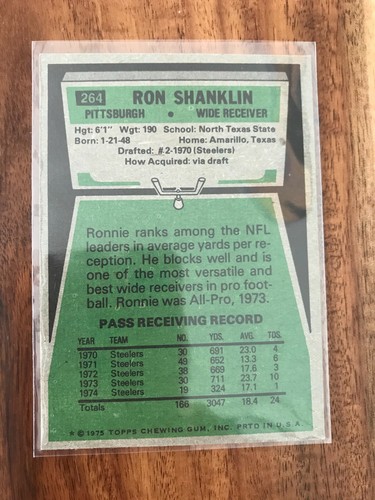 264 RON SHANKLIN
PITTSBURGH • WIDE RECEIVER
Hgt: 6'1" Wgt: 190 School: North Texas State
Born: 1-21-48 Home: Amarillo, Texas
Drafted: #2-1970 (Steelers)
How Acquired: via draft
Ronnie ranks among the NFL
leaders in average yards per re-
ception. He blocks well and is
one of the most versatile and
best wide receivers in pro foot-
ball. Ronnie was All-Pro, 1973.
PASS RECEIVING RECORD
YEAR TEAM NO. YDS. AVG. TDS.
1970 Steelers 30 691 23.0 4
1971 Steelers 49 652 13.3 6
1972 Steelers 38 669 17.6 3
1973 Steelers 30 711 23.7 10
1974 Steelers 19 324 17.1 1
Totals 166 3047 18.4 24
* © 1975 TOPPS CHEWING GUM, INC. PRTD IN U.S.A.